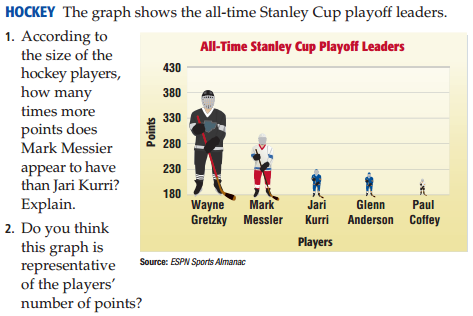 HOCKEY The graph shows the all-time Stanley Cup playoff leaders.
1. According to
the size of the
hockey players,
how many
times more
points does
Mark Messier
appear to have
than Jari Kurri?
Explain.
2. Do you think
this graph is
representative
of the players'
number of points?
All-Time Stanley Cup Playoff Leaders
Points
430
380
330
280
230
180
Wayne
Gretzky
Mark
Messier
Jari
Kurri
Glenn
Anderson
Paul
Coffey
Players
Source: ESPN Sports Almanac